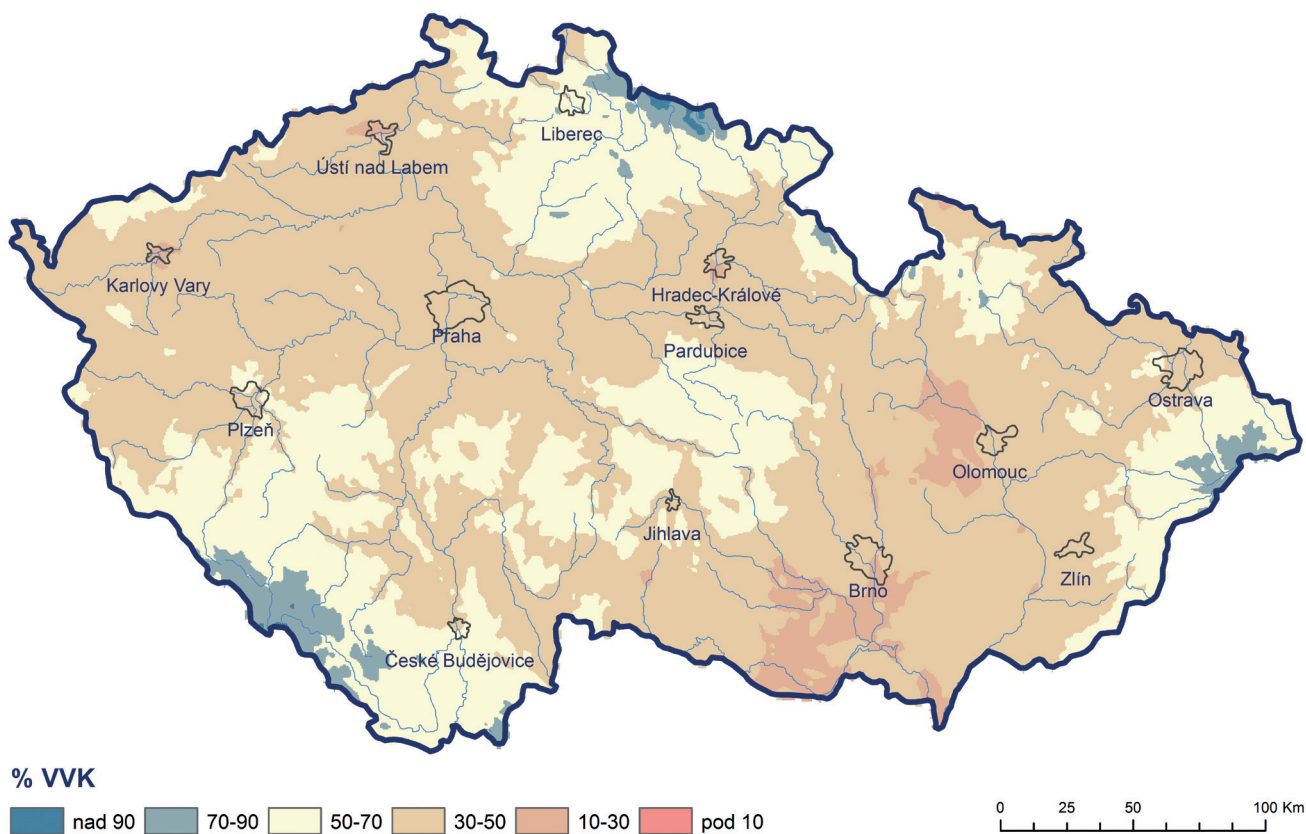 Liberec
Ústí nad Labem
Karlovy Vary
Hradec-Králové
Praha
Pardubice
Ostrava
Plzeň
Olomouc
Jihlava
Brno
Zlín
České Budějovice
% VVK
nad 90 70-90 50-70 30-50 10-30 pod 10
0 25 50 100 Km